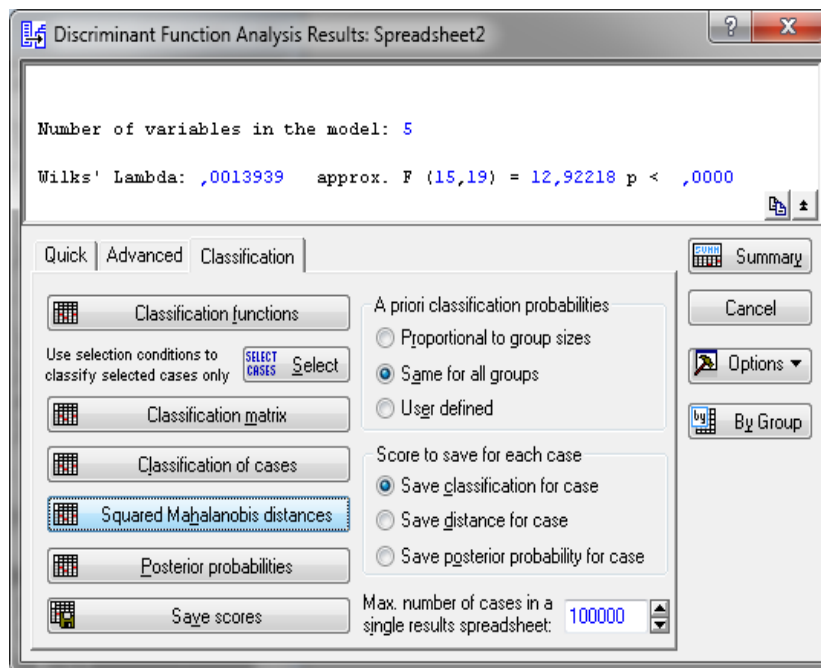 Discriminant Function Analysis Results: Spreadsheet2
? X
Number of variables in the model: 5
Wilks' Lambda: ,0013939 approx. F (15,19) = 12,92218 p < ,0000
Quick Advanced Classification
Classification functions
Use selection conditions to
classify selected cases only
SELECT
CASES
Select
Classification matrix
Classification of cases
Squared Mahalanobis distances
Posterior probabilities
Save scores
A priori classification probabilities
Proportional to group sizes
Same for all groups
User defined
Score to save for each case
Save classification for case
Save distance for case
Save posterior probability for case
Max. number of cases in a
single results spreadsheet: 100000
SUMM Summary
Cancel
Options
by By Group